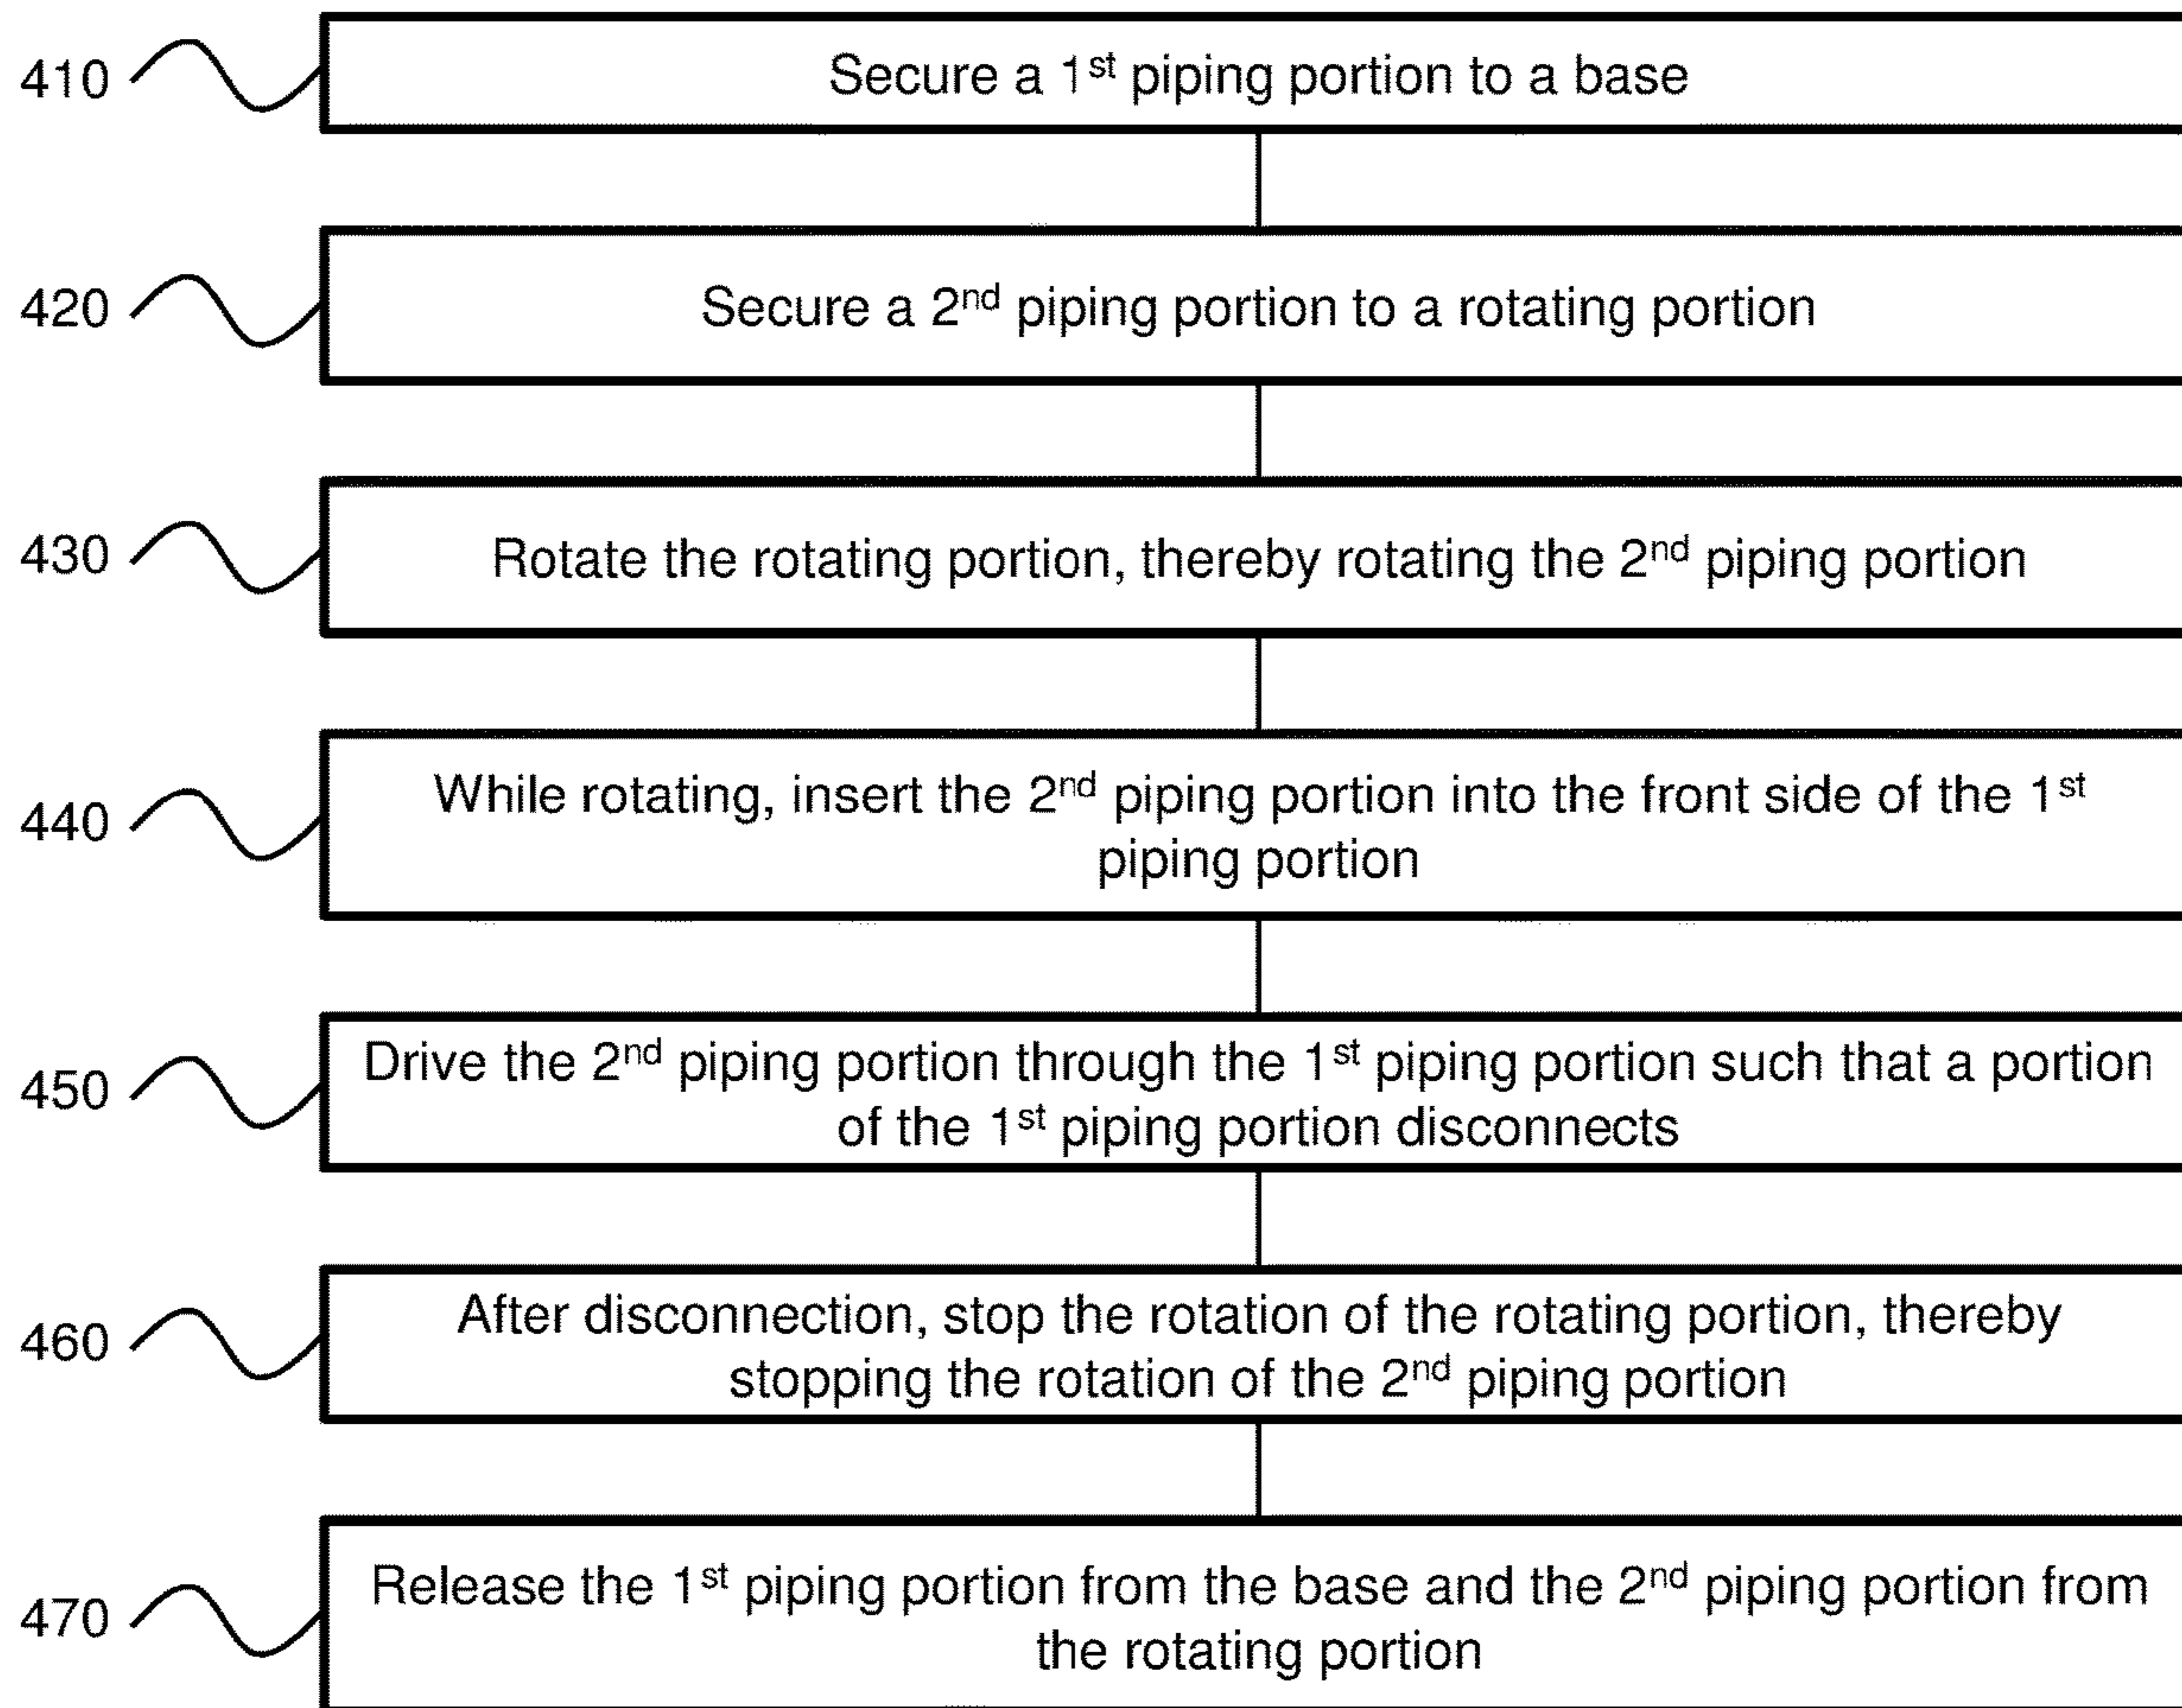 410 Secure a 1st piping portion to a base
420 Secure a 2nd piping portion to a rotating portion
430 Rotate the rotating portion, thereby rotating the 2nd piping portion
440 While rotating, insert the 2nd piping portion into the front side of the 1st
piping portion
450 Drive the 2nd piping portion through the 1st piping portion such that a portion
of the 1st piping portion disconnects
460 After disconnection, stop the rotation of the rotating portion, thereby
stopping the rotation of the 2nd piping portion
470 Release the 1st piping portion from the base and the 2nd piping portion from
the rotating portion